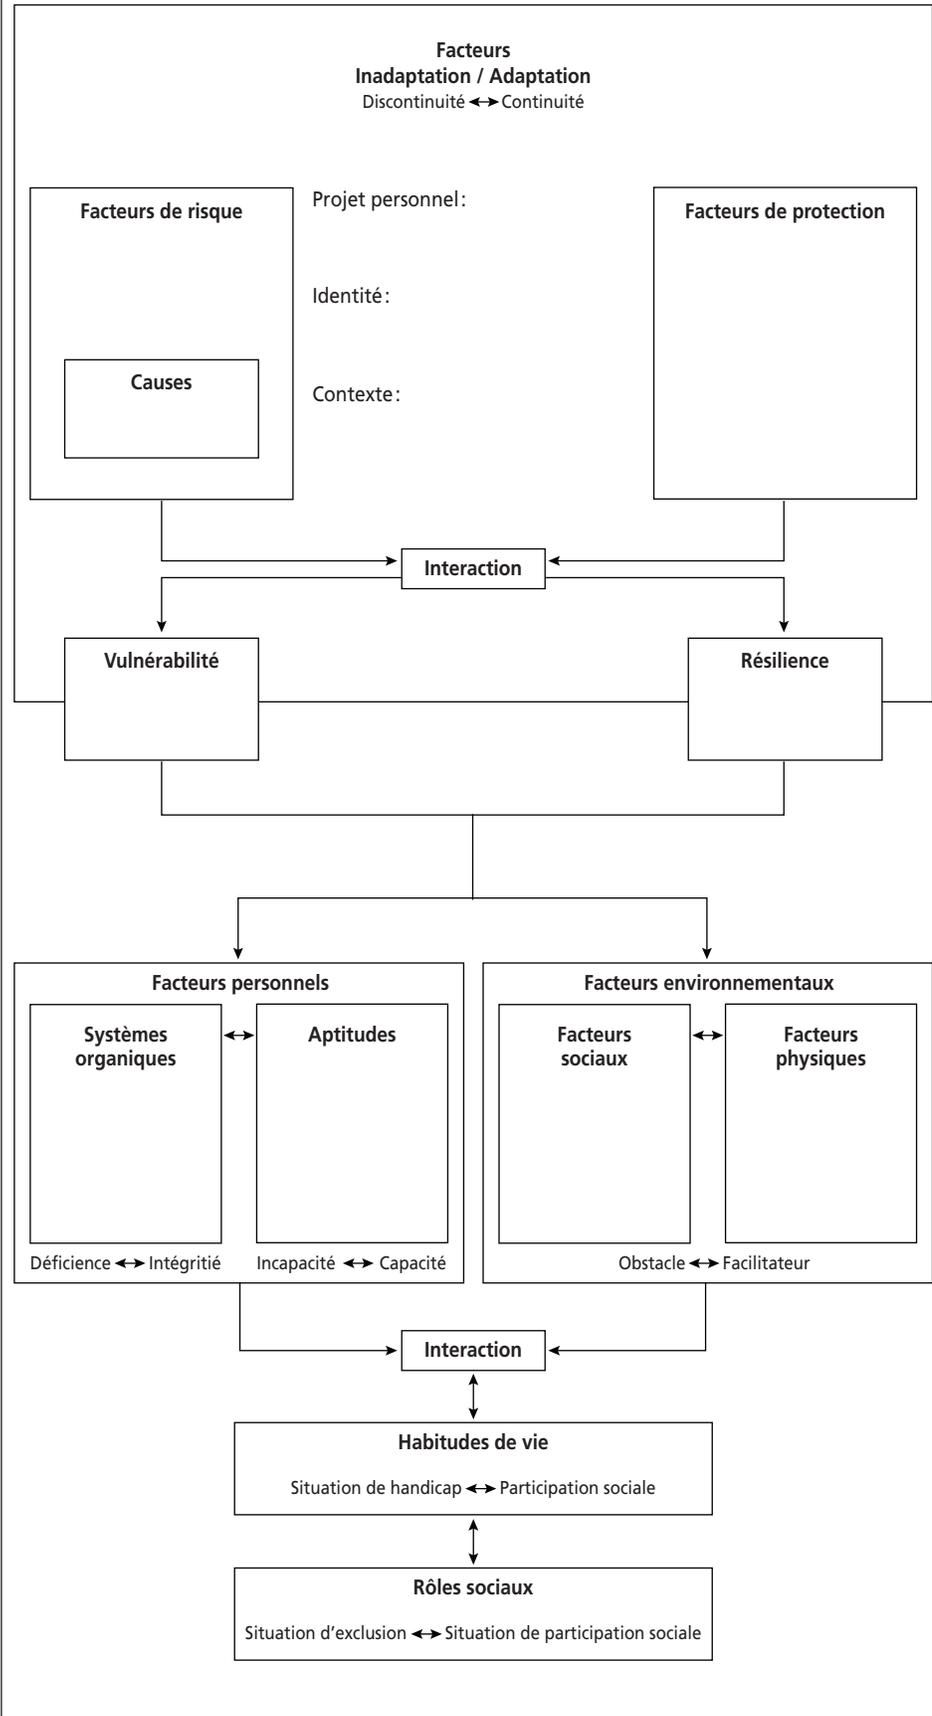 Facteurs
Inadaptation / Adaptation
Discontinuité ↔ Continuité
Facteurs de risque
Projet personnel :
Facteurs de protection
Identité :
Causes
Contexte :
Interaction
Vulnérabilité
Résilience
Facteurs personnels
Facteurs environnementaux
Systèmes
organiques
↔
Aptitudes
Facteurs
sociaux
↔
Facteurs
physiques
Déficience ↔ Intégritié
Incapacité ↔ Capacité
Obstacle ↔ Facilitateur
Interaction
Habitudes de vie
Situation de handicap ↔ Participation sociale
Rôles sociaux
Situation d'exclusion ↔ Situation de participation sociale